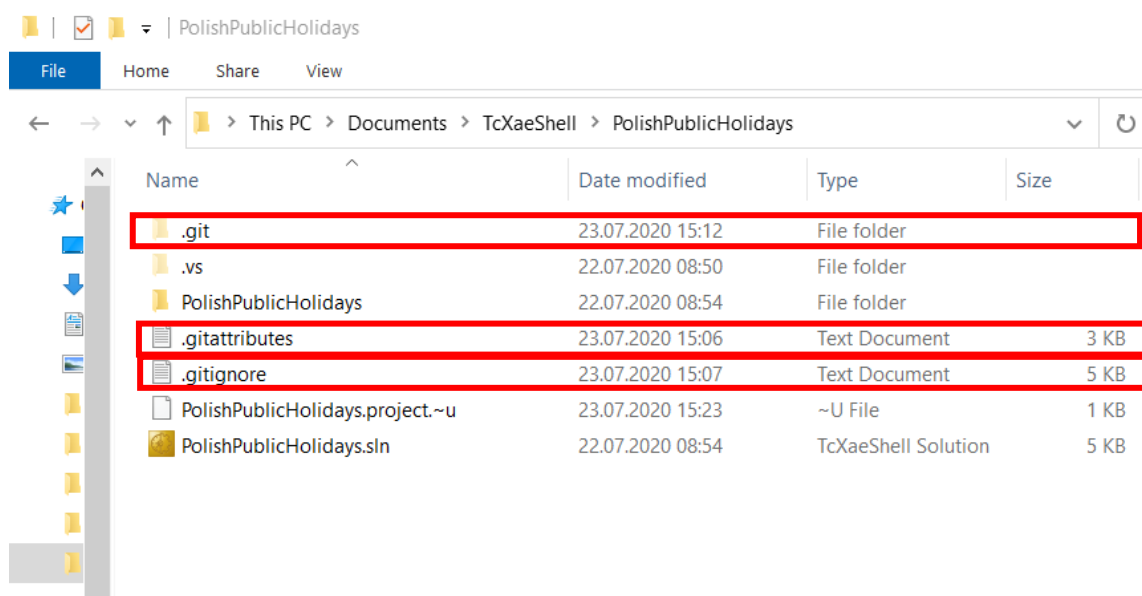 PolishPublicHolidays
File Home Share View
This PC > Documents > TcXaeShell > PolishPublicHolidays
Name Date modified Type Size
.git 23.07.2020 15:12 File folder
.vs 22.07.2020 08:50 File folder
PolishPublicHolidays 22.07.2020 08:54 File folder
.gitattributes 23.07.2020 15:06 Text Document 3 KB
.gitignore 23.07.2020 15:07 Text Document 5 KB
PolishPublicHolidays.project.~u 23.07.2020 15:23 ~U File 1 KB
PolishPublicHolidays.sln 22.07.2020 08:54 TcXaeShell Solution 5 KB